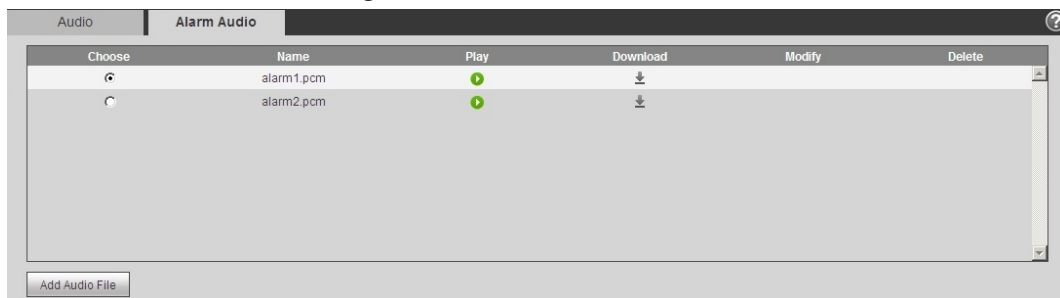 Audio Alarm Audio ?
Choose Name Play Download Modify Delete
alarm1.pcm
alarm2.pcm
Add Audio File